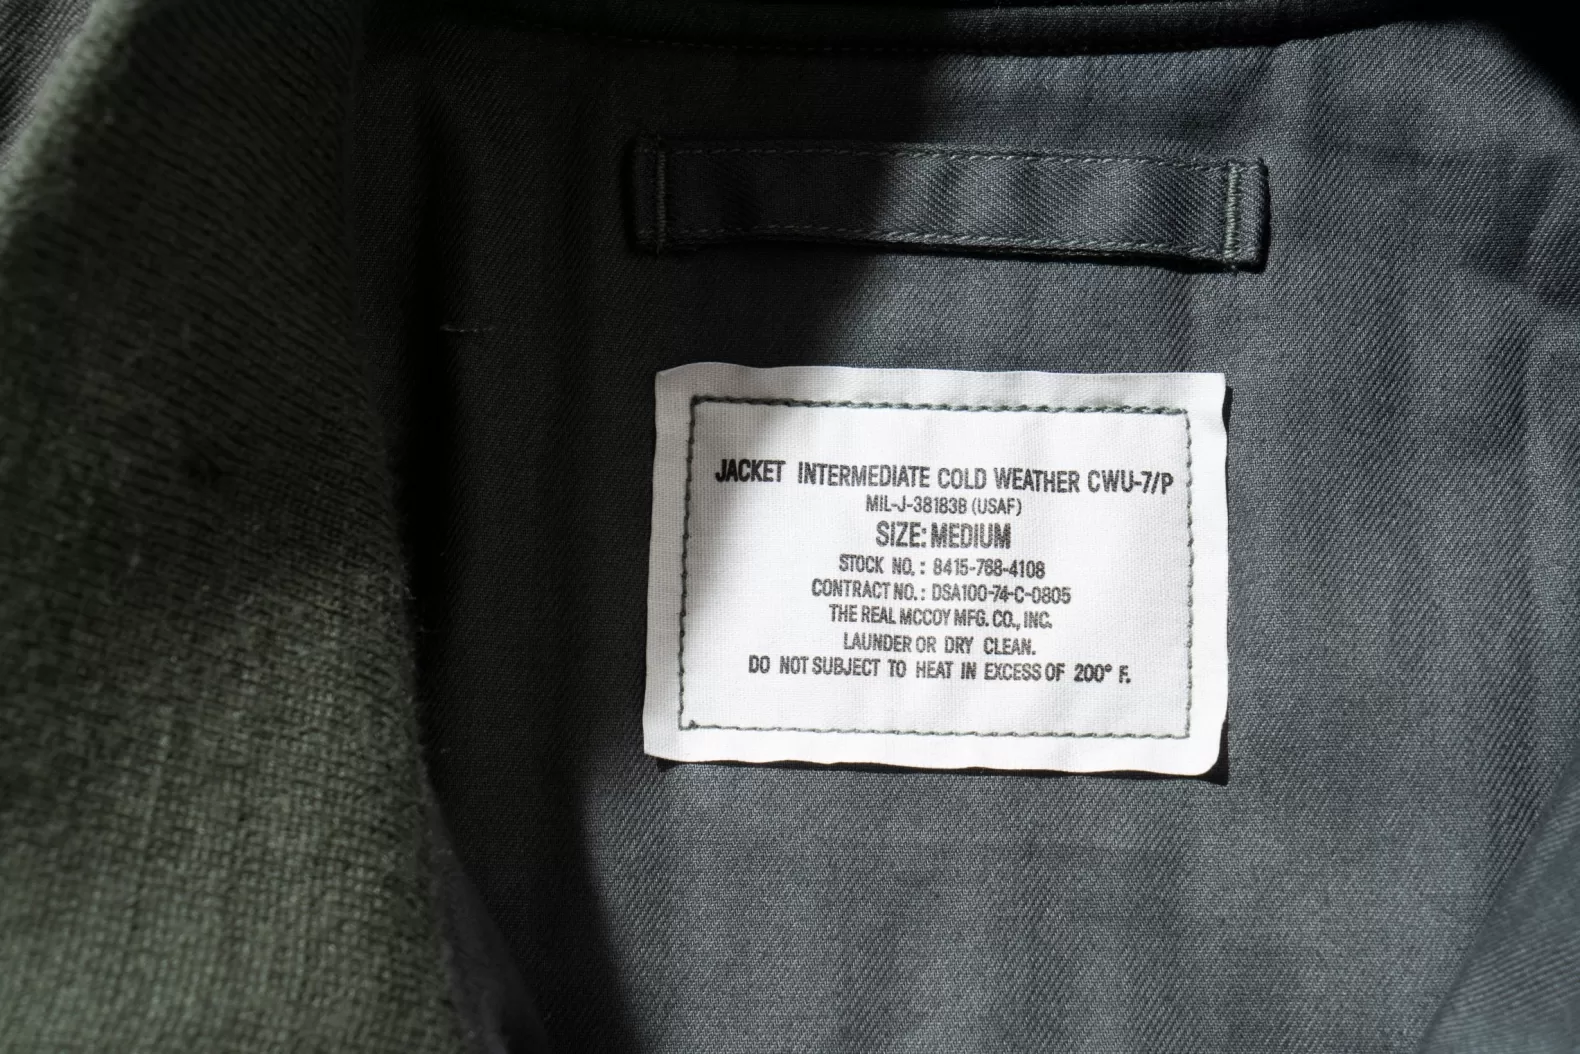 JACKET INTERMEDIATE COLD WEATHER CWU-7/P
MIL-J-38183B (USAF)
SIZE: MEDIUM
STOCK NO. : 8415-768-4108
CONTRACT NO. : DSA100-74-C-0805
THE REAL MCCOY MFG. CO., INC.
LAUNDER OR DRY CLEAN.
DO NOT SUBJECT TO HEAT IN EXCESS OF 200° F.